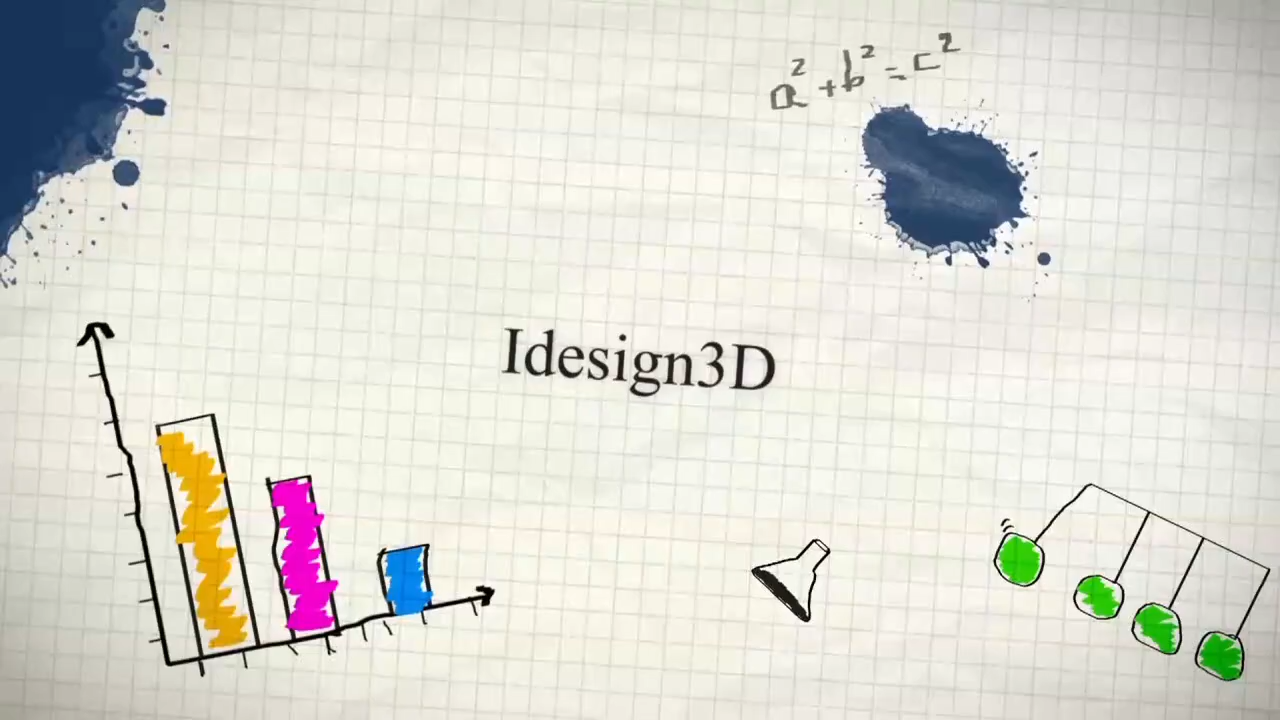 a² + b² = c²
Idesign3D